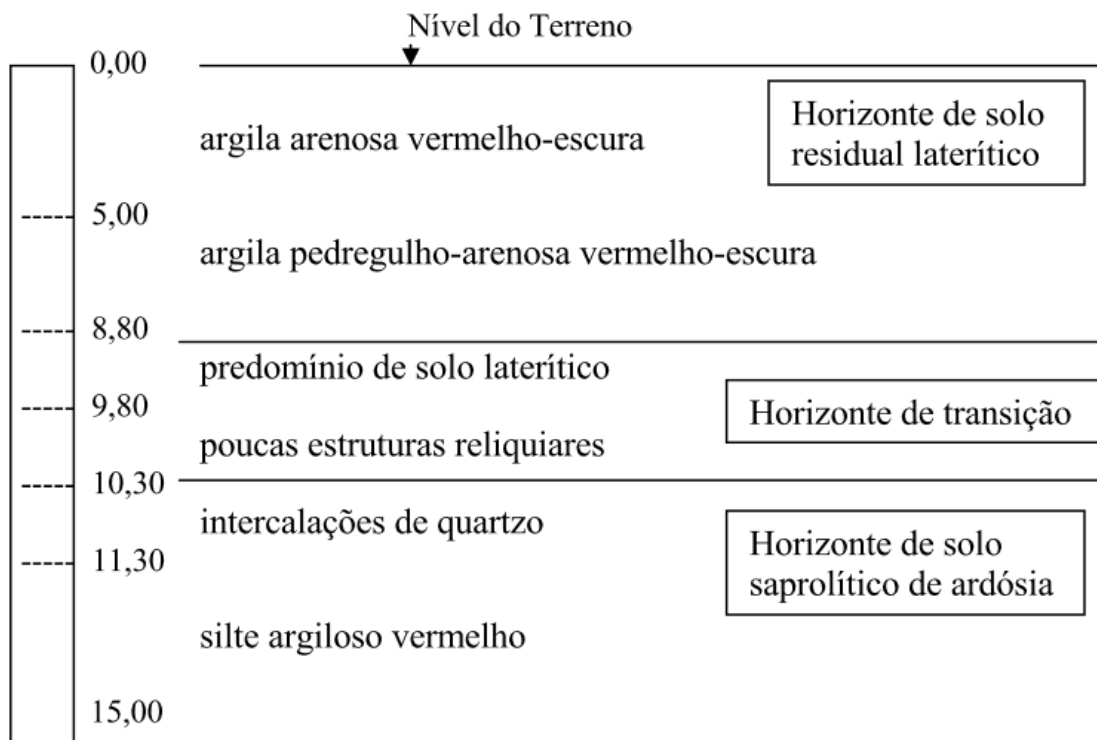 Nível do Terreno
0,00
Horizonte de solo
residual laterítico
argila arenosa vermelho-escura
5,00
argila pedregulho-arenosa vermelho-escura
8,80
predomínio de solo laterítico
9,80
Horizonte de transição
poucas estruturas reliquiares
10,30
intercalações de quartzo
Horizonte de solo
saprolítico de ardósia
11,30
silte argiloso vermelho
15,00